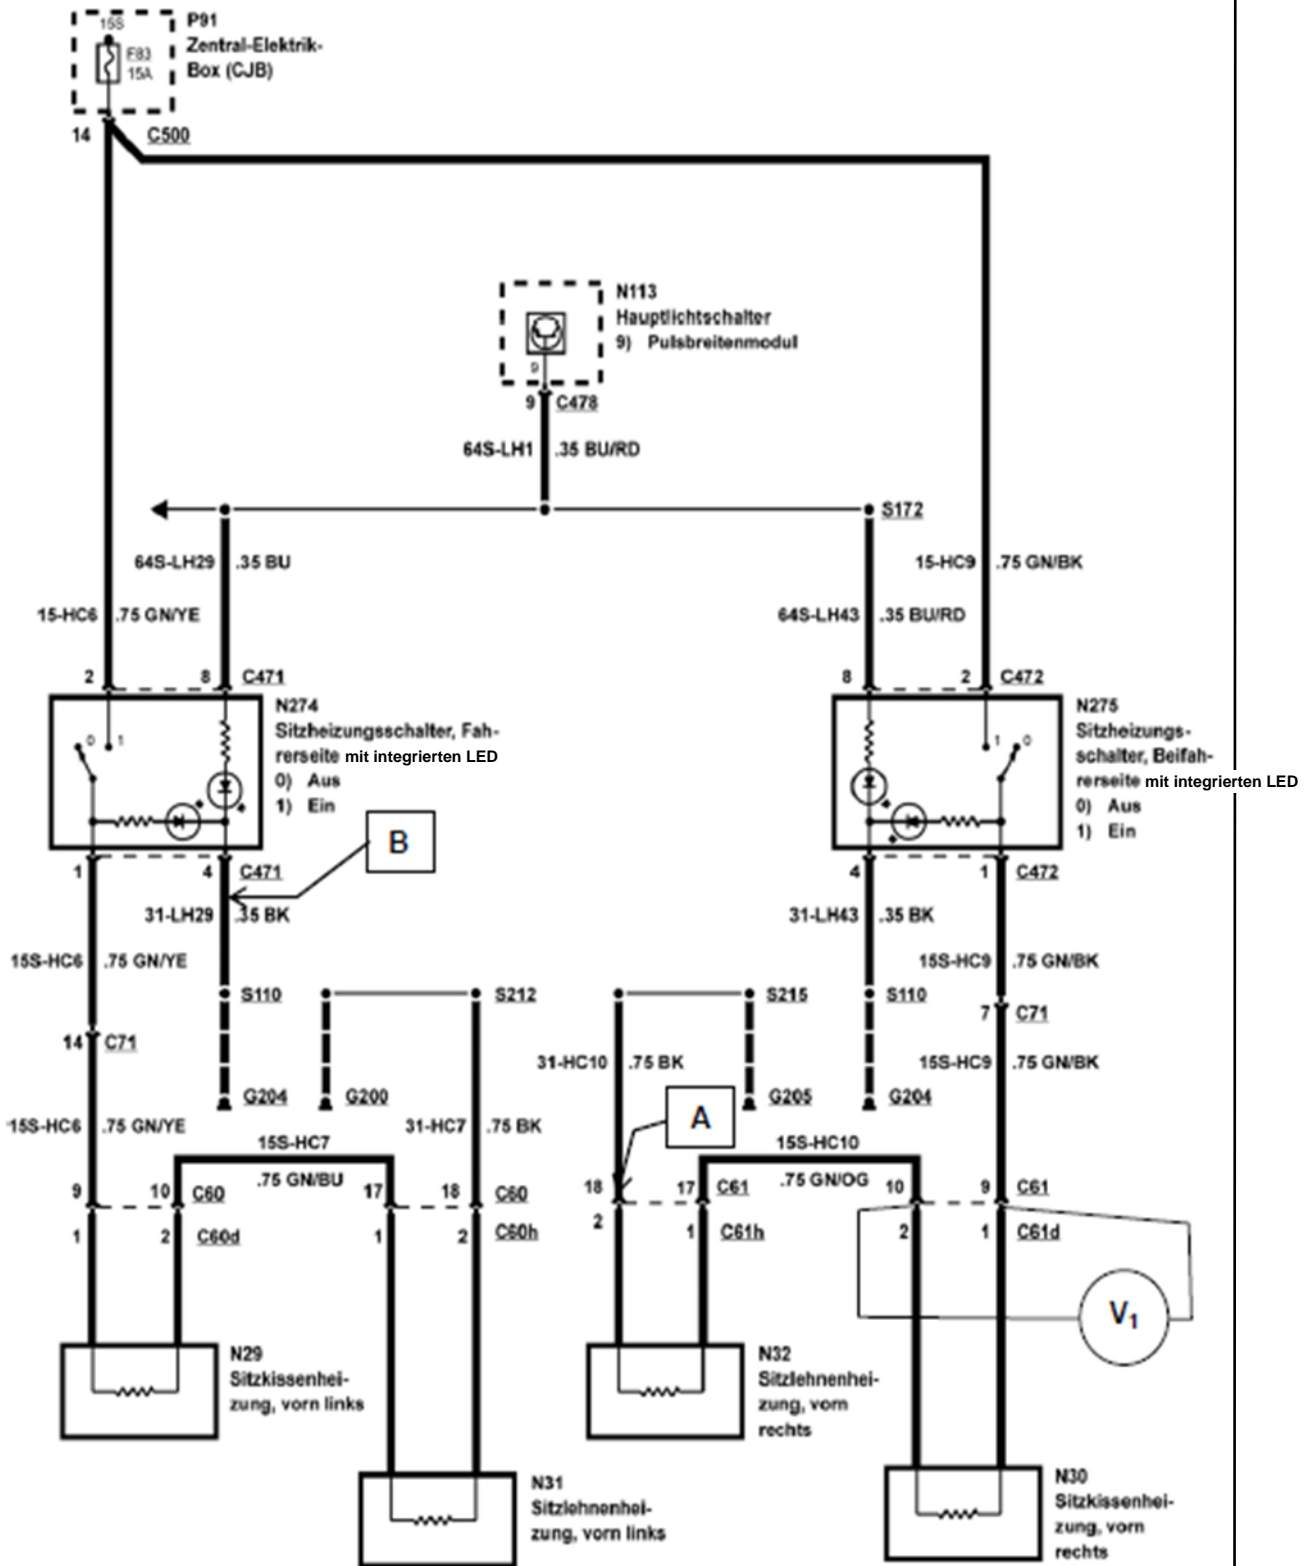 15S
P91
Zentral-Elektrik-
Box (CJB)
F83
15A
14
C500
N113
Hauptlichtschalter
9) Pulsbreitenmodul
9
9
C478
64S-LH1
.35 BU/RD
S172
64S-LH29
.35 BU
15-HC9
.75 GN/BK
15-HC6
.75 GN/YE
64S-LH43
.35 BU/RD
2
8
C471
8
2
C472
N274
Sitzheizungsschalter, Fah-
rerseite mit integrierten LED
0) Aus
1) Ein
0
1
N275
Sitzheizungs-
schalter, Beifah-
rerseite mit integrierten LED
0) Aus
1) Ein
1
0
B
1
4
C471
4
1
C472
31-LH29
.35 BK
31-LH43
.35 BK
15S-HC6
.75 GN/YE
15S-HC9
.75 GN/BK
S110
S212
S215
S110
14
C71
7
C71
31-HC10
.75 BK
15S-HC9
.75 GN/BK
G204
G200
G205
G204
A
15S-HC6
.75 GN/YE
31-HC7
.75 BK
15S-HC7
.75 GN/BU
15S-HC10
.75 GN/OG
9
10
C60
17
18
C60
18
17
C61
10
9
C61
1
2
C60d
1
2
C60h
2
1
C61h
2
1
C61d
V₁
N29
Sitzkissenhei-
zung, vorn links
N32
Sitzlehnenhei-
zung, vorn
rechts
N31
Sitzlehnenhei-
zung, vorn links
N30
Sitzkissenhei-
zung, vorn
rechts